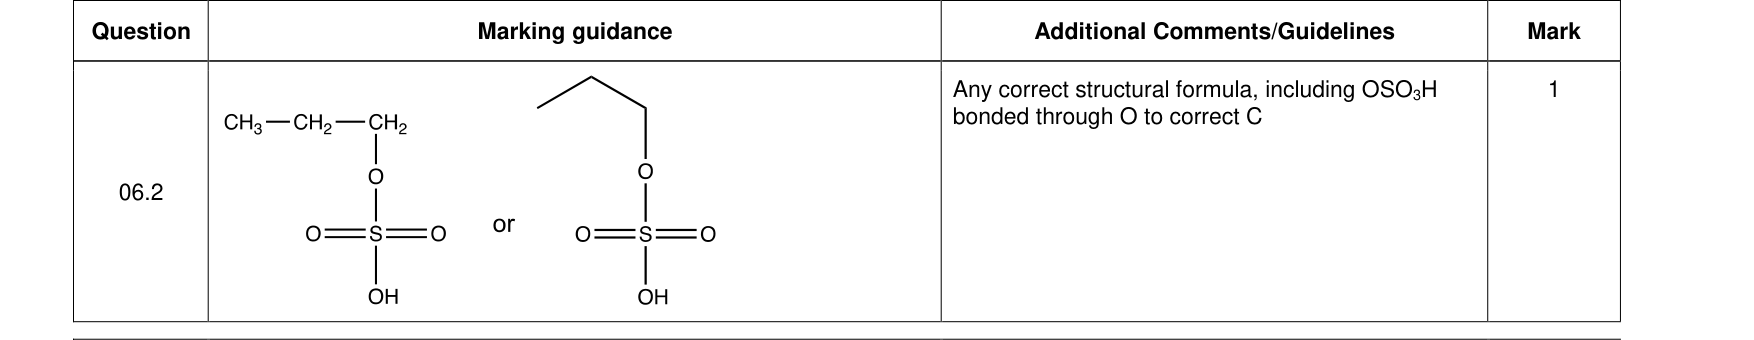 Question Marking guidance Additional Comments/Guidelines Mark
06.2
CH3 CH2 CH2
O
O S O
OH
or
O
O S O
OH
Any correct structural formula, including OSO3H
bonded through O to correct C
1